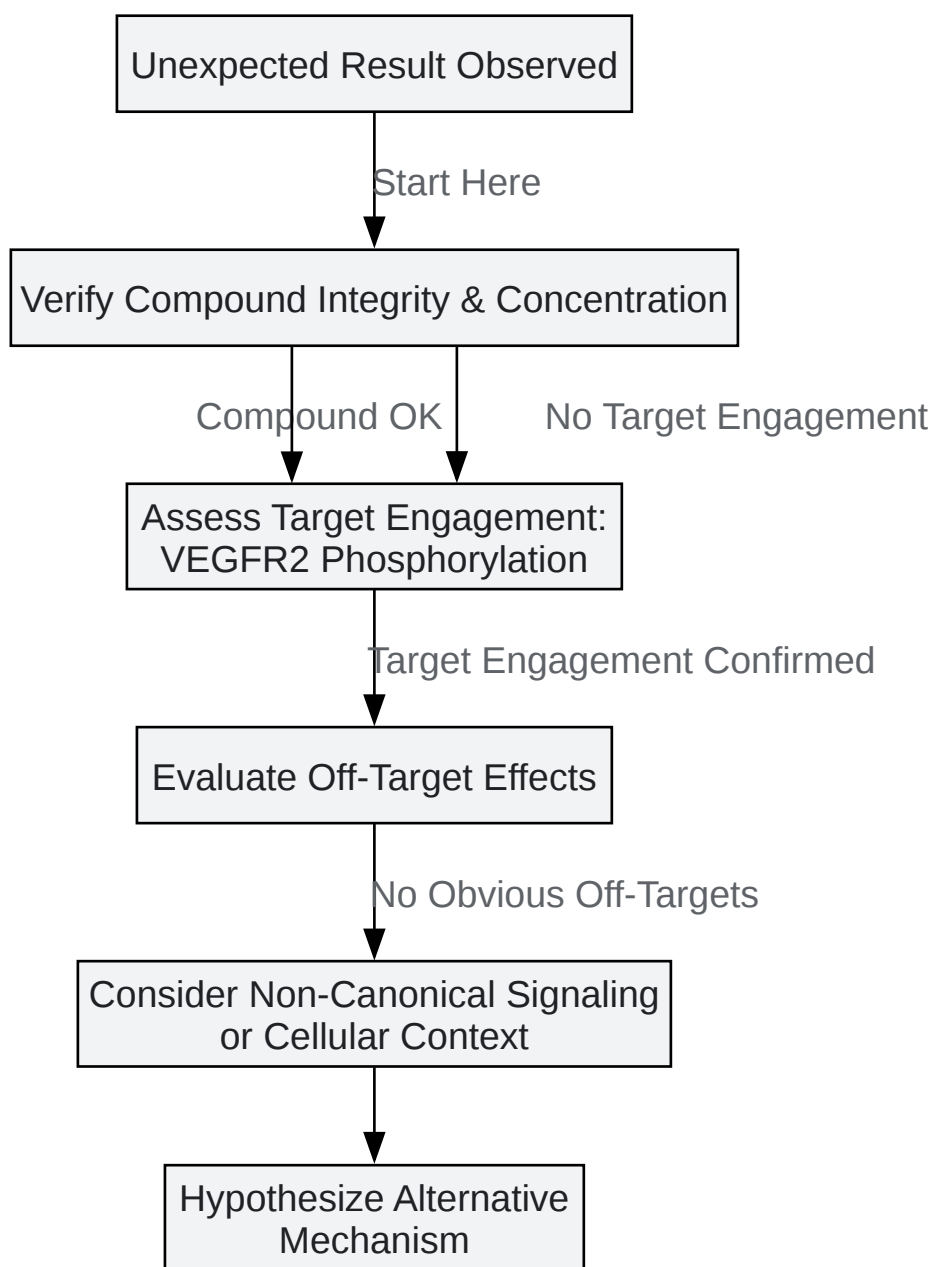 Unexpected Result Observed
Start Here
Verify Compound Integrity & Concentration
Compound OK
No Target Engagement
Assess Target Engagement:
VEGFR2 Phosphorylation
Target Engagement Confirmed
Evaluate Off-Target Effects
No Obvious Off-Targets
Consider Non-Canonical Signaling
or Cellular Context
Hypothesize Alternative
Mechanism